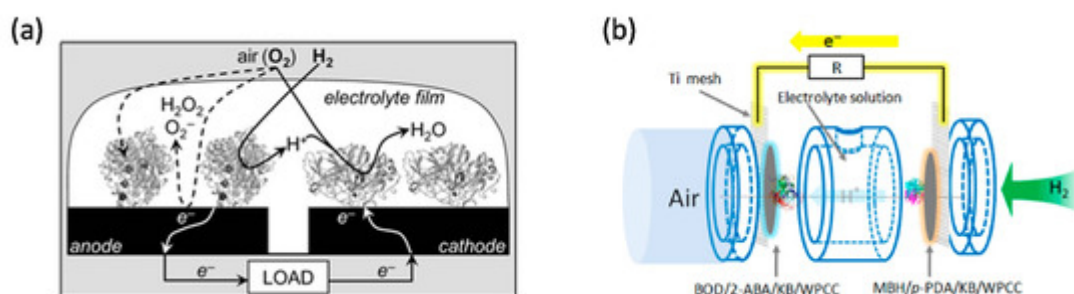 (a)
air (O₂)
H₂
electrolyte film
H₂O₂
O₂⁻
H⁺
H₂O
e⁻
e⁻
anode
cathode
e⁻
LOAD
e⁻
(b)
e⁻
R
Ti mesh
Electrolyte solution
Air
H⁺
H₂
BOD/2-ABA/KB/WPCC
MBH/p-PDA/KB/WPCC